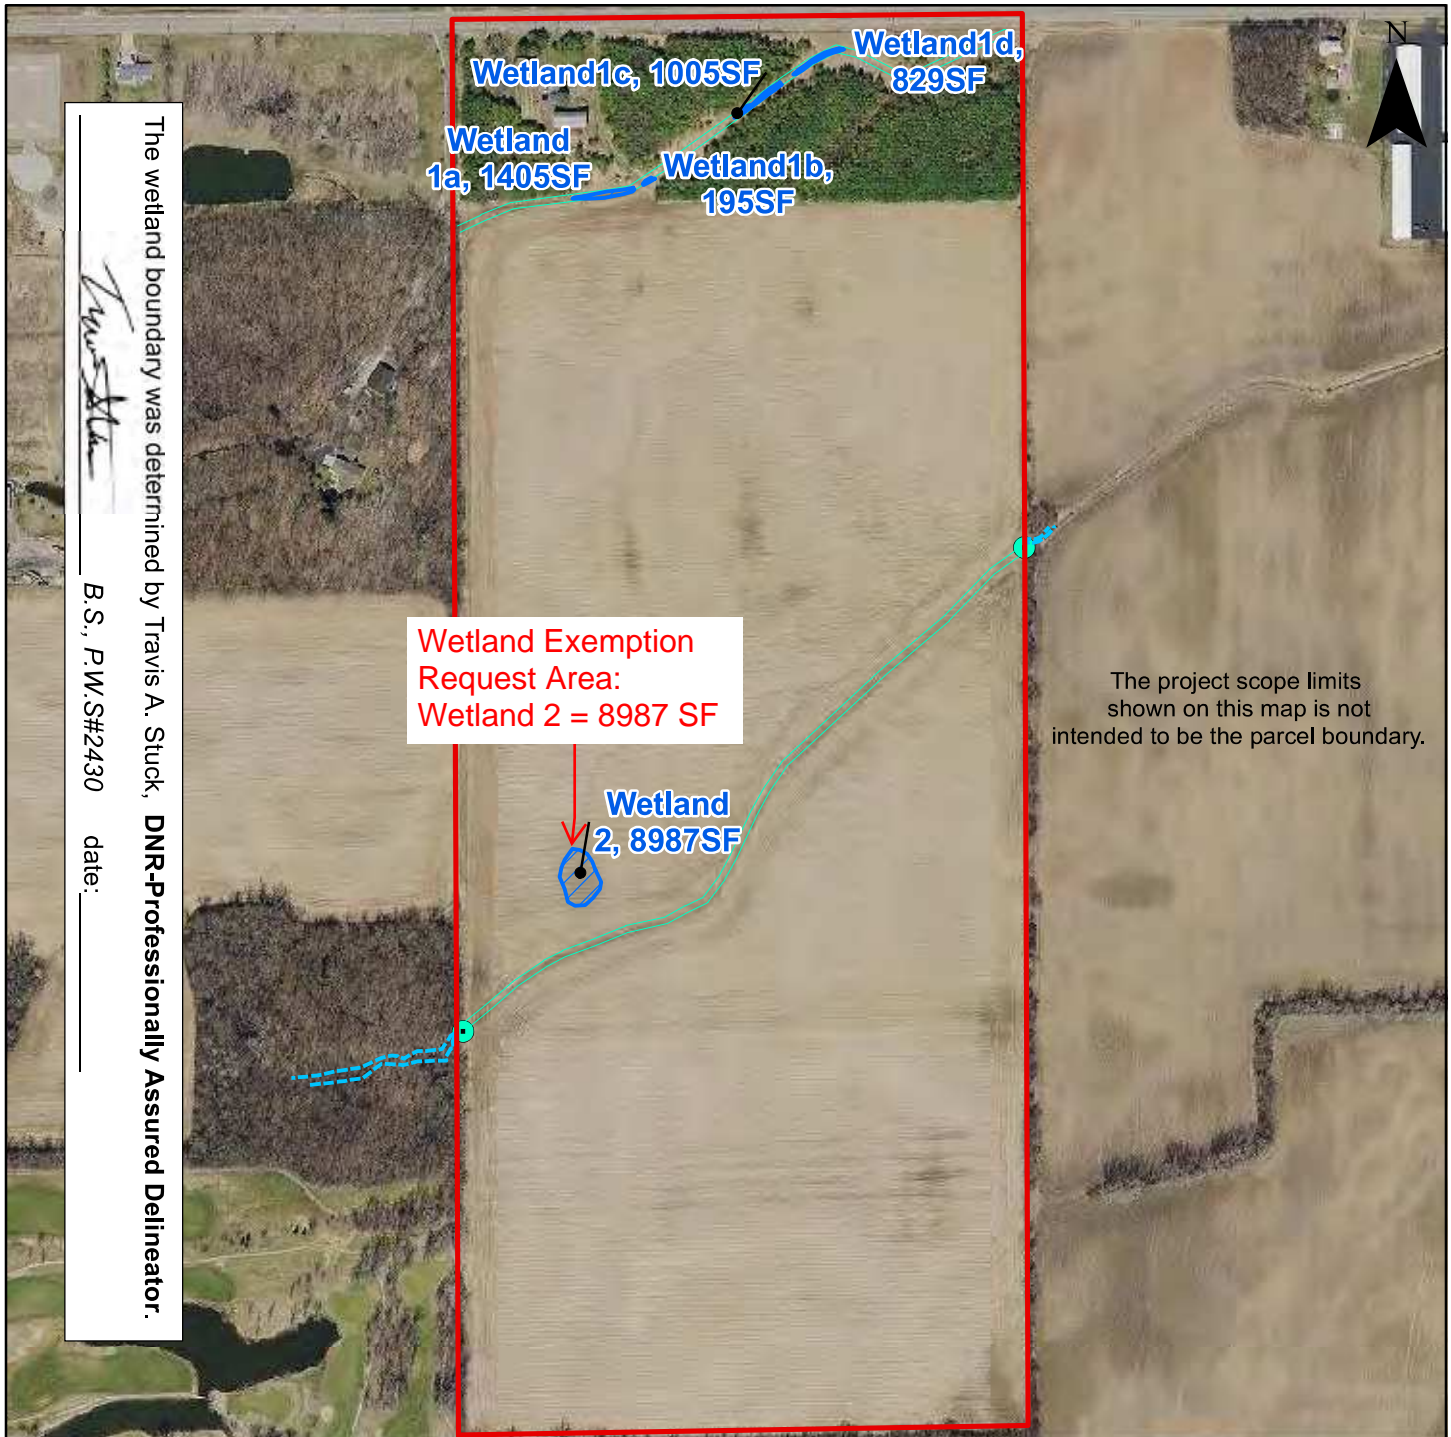 N
Wetland1d,
829SF
Wetland1c, 1005SF
Wetland
1a, 1405SF
Wetland1b,
195SF
Wetland Exemption
Request Area:
Wetland 2 = 8987 SF
Wetland
2, 8987SF
The project scope limits
shown on this map is not
intended to be the parcel boundary.
The wetland boundary was determined by Travis A. Stuck, DNR-Professionally Assured Delineator.
B.S., P.W.S#2430 date: